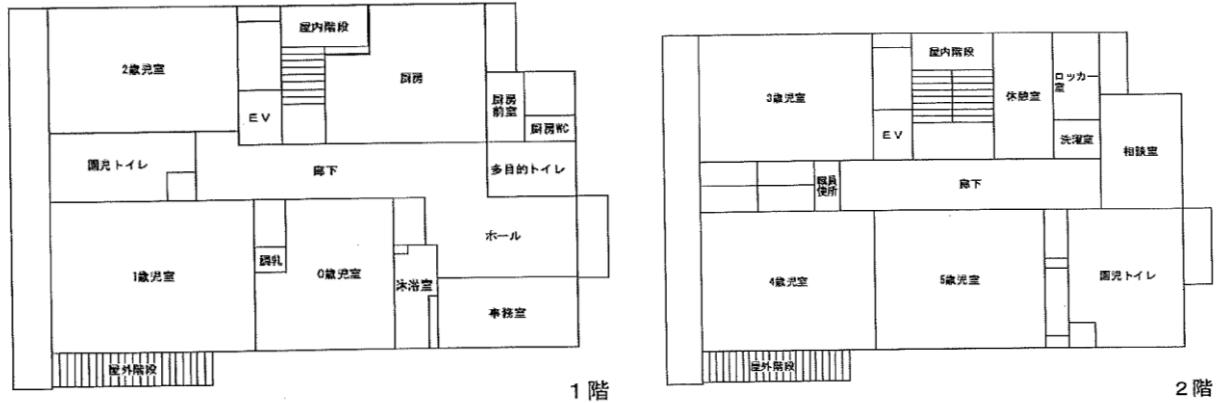 屋内階段
2歳児室
厨房
EV
厨房
前室
厨房WC
園児トイレ
廊下
多目的トイレ
ホール
1歳児室
調乳
0歳児室
沐浴室
事務室
屋外階段
1階
屋内階段
3歳児室
休憩室
ロッカー
室
EV
洗濯室
相談室
職員
便所
廊下
4歳児室
5歳児室
園児トイレ
屋外階段
2階